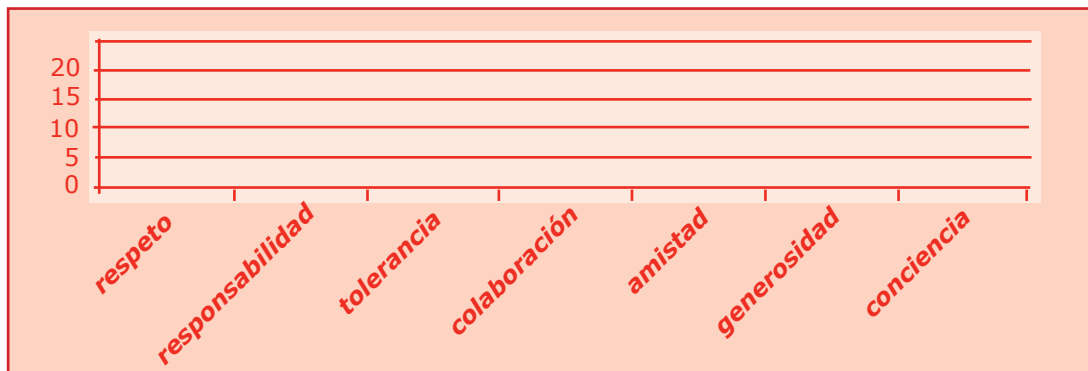 20
15
10
5
0
respeto
responsabilidad
tolerancia
colaboración
amistad
generosidad
conciencia